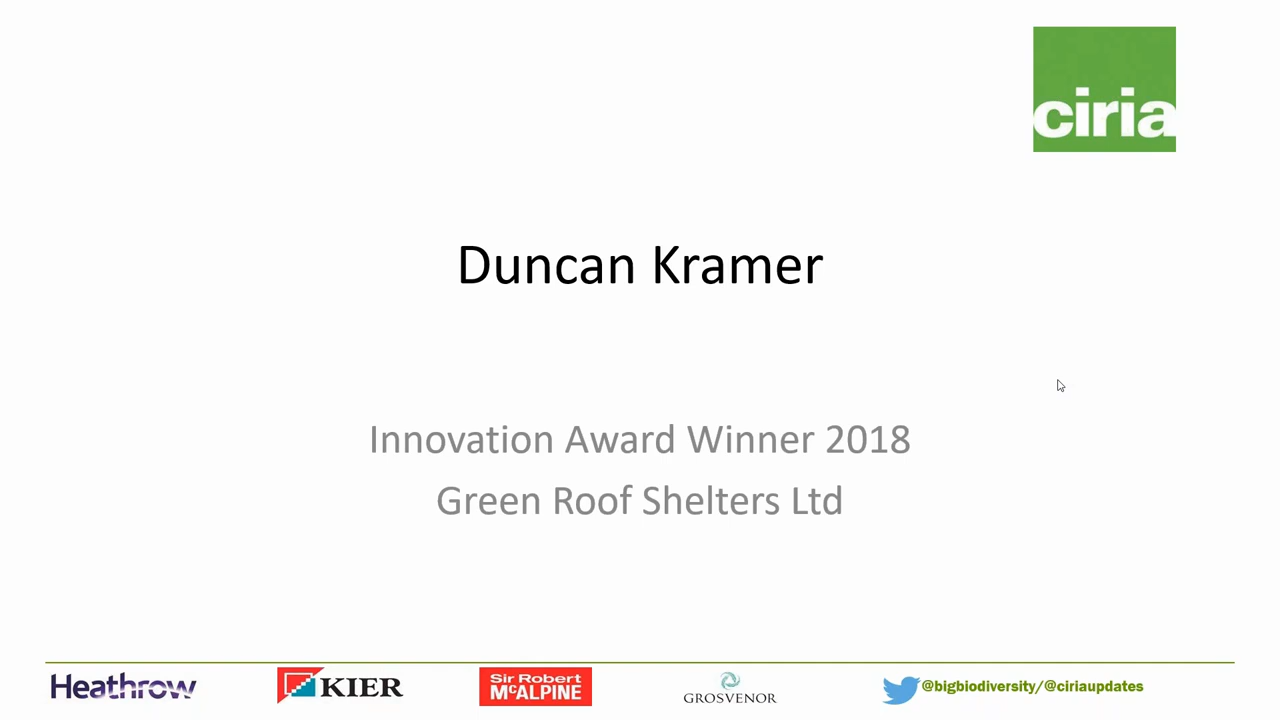 ciria
Duncan Kramer
Innovation Award Winner 2018
Green Roof Shelters Ltd
Heathrow
KIER
Sir Robert
McALPINE
GROSVENOR
@bigbiodiversity/@ciriaupdates